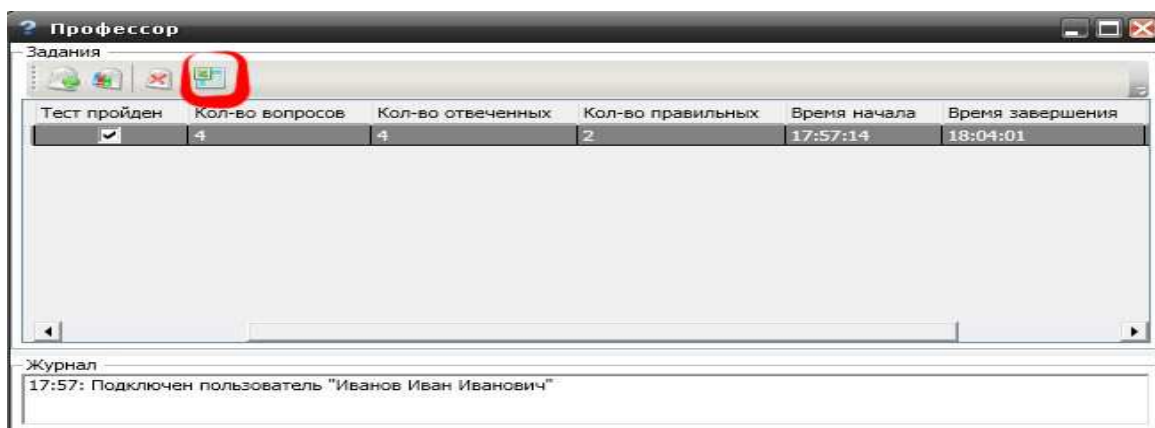 ? Профессор
Задания
Тест пройден Кол-во вопросов Кол-во отвеченных Кол-во правильных Время начала Время завершения
4 4 2 17:57:14 18:04:01
Журнал
17:57: Подключен пользователь "Иванов Иван Иванович"